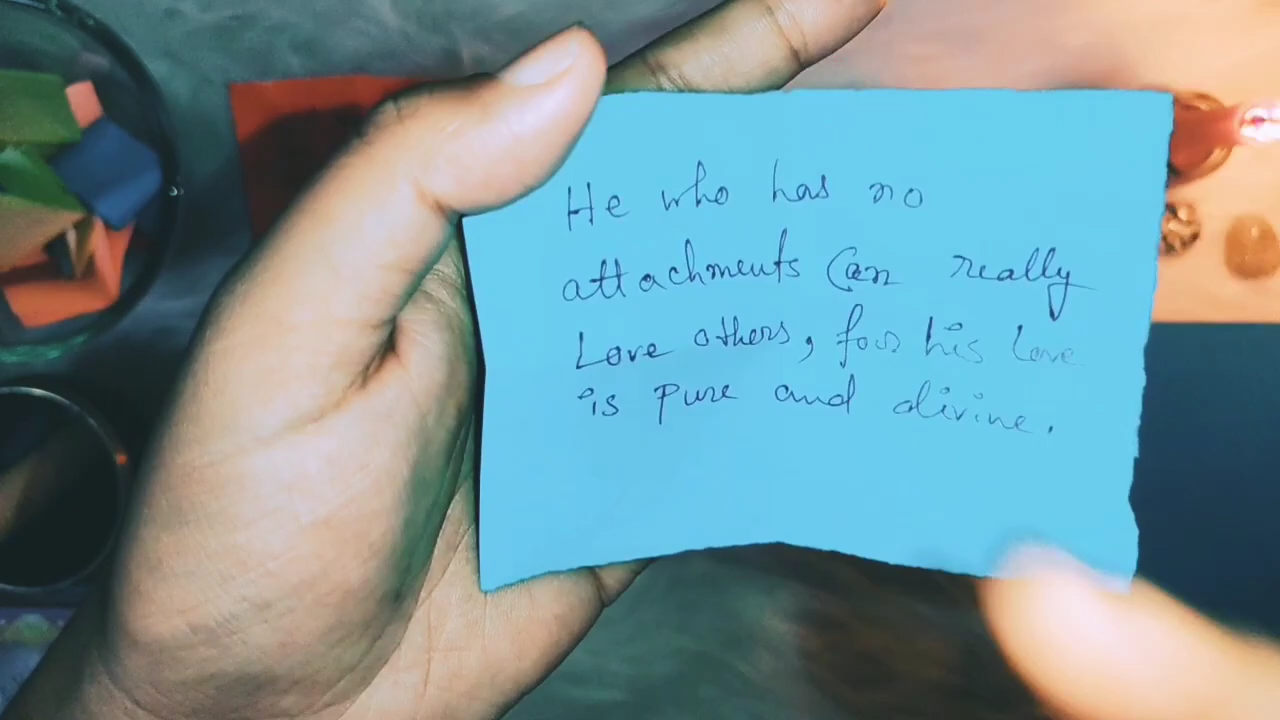 He who has no
attachments Can really
Love others, for his Love
is Pure and divine.